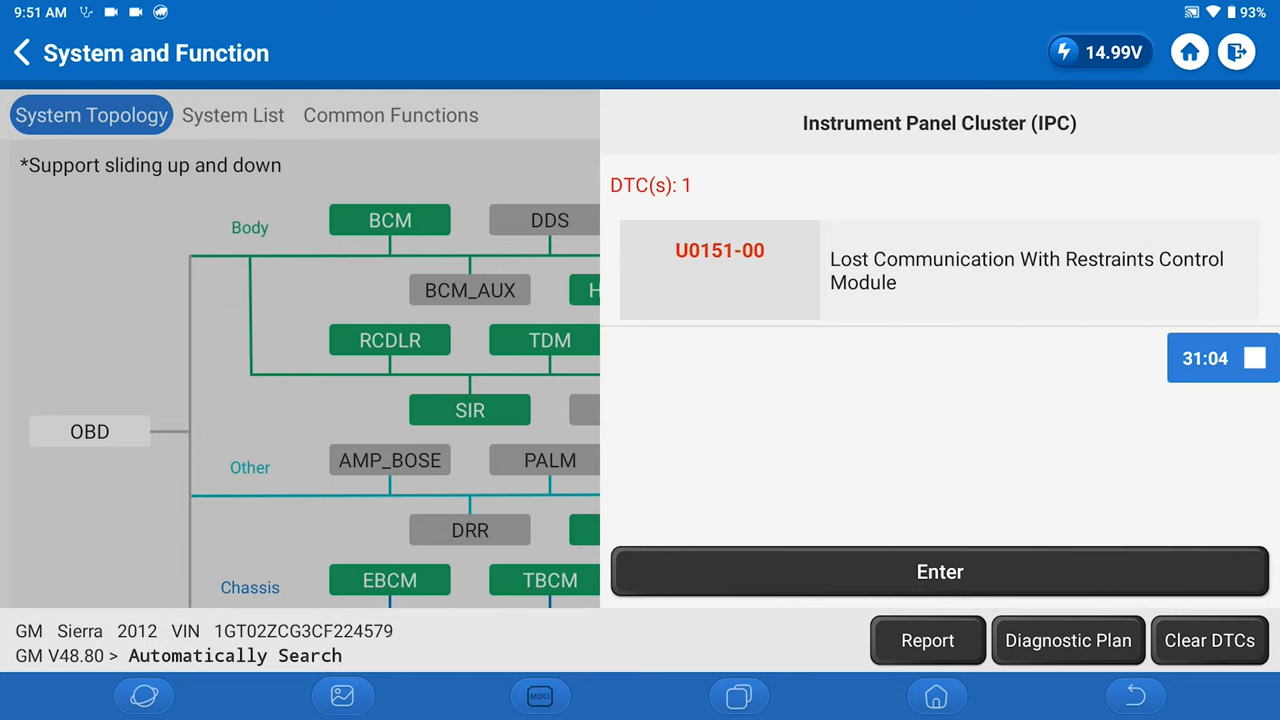 9:51 AM
93%
System and Function
14.99V
System Topology
System List
Common Functions
*Support sliding up and down
Body
BCM
DDS
BCM_AUX
H
RCDLR
TDM
SIR
OBD
Other
AMP_BOSE
PALM
DRR
Chassis
EBCM
TBCM
Instrument Panel Cluster (IPC)
DTC(s): 1
U0151-00
Lost Communication With Restraints Control
Module
31:04
Enter
GM Sierra 2012 VIN 1GT02ZCG3CF224579
GM V48.80 > Automatically Search
Report
Diagnostic Plan
Clear DTCs